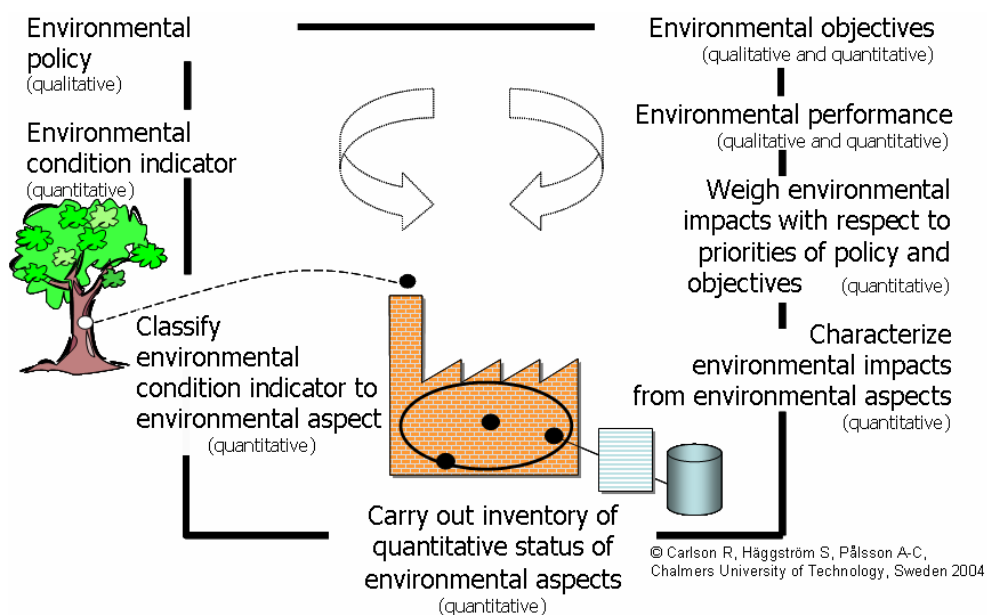 Environmental
policy
(qualitative)
Environmental
condition indicator
(quantitative)
Classify
environmental
condition indicator to
environmental aspect
(quantitative)
Carry out inventory of
quantitative status of
environmental aspects
(quantitative)
Environmental objectives
(qualitative and quantitative)
Environmental performance
(qualitative and quantitative)
Weigh environmental
impacts with respect to
priorities of policy and
objectives (quantitative)
Characterize
environmental impacts
from environmental aspects
(quantitative)
© Carlson R, Häggström S, Pålsson A-C,
Chalmers University of Technology, Sweden 2004